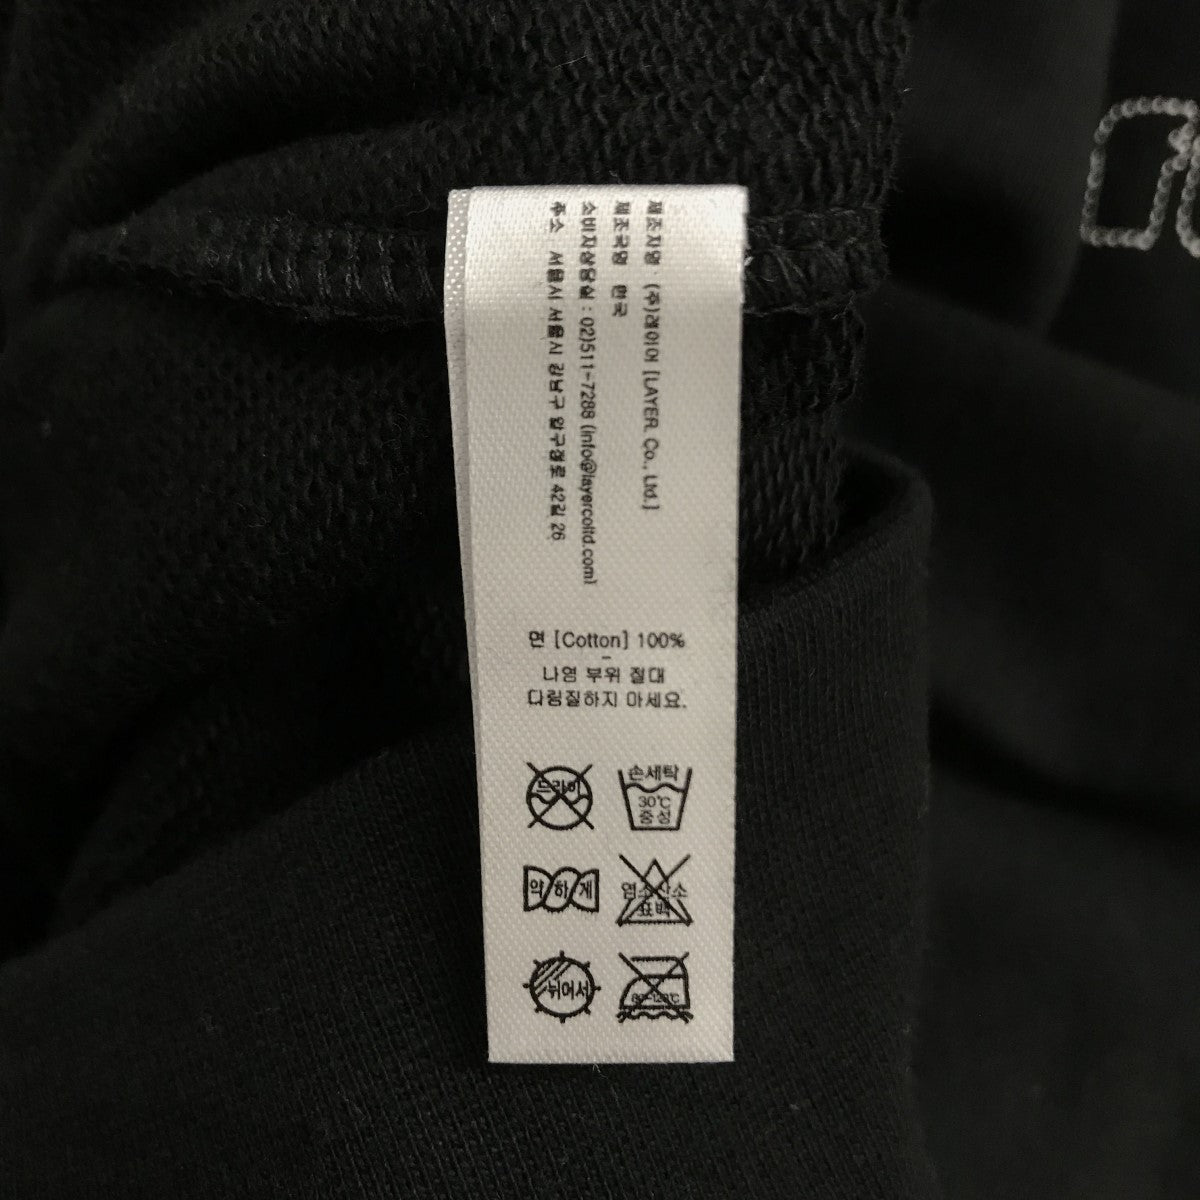 제조자명 : (주)레이어 [LAYER Co., Ltd.]
제조국명 : 한국
소비자상담실 : 02)511-7288 (info@layercoltd.com)
주소 : 서울시 서울시 강남구 압구정로 42길 26
면 [Cotton] 100%
-
나염 부위 절대
다림질하지 마세요.
드라이
손세탁
30℃
중성
약하게
염소산소
표백
뉘어서
80~120℃